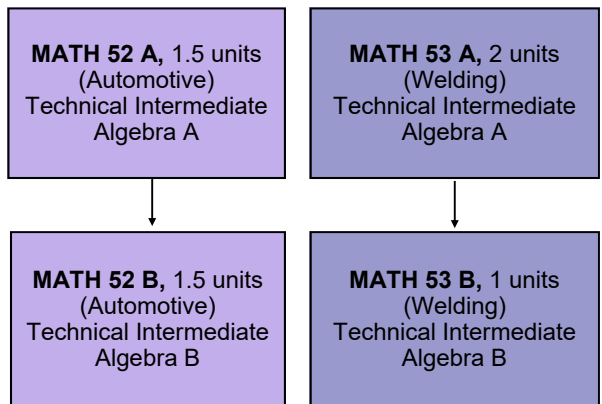 MATH 52 A, 1.5 units
(Automotive)
Technical Intermediate
Algebra A
MATH 53 A, 2 units
(Welding)
Technical Intermediate
Algebra A
MATH 52 B, 1.5 units
(Automotive)
Technical Intermediate
Algebra B
MATH 53 B, 1 units
(Welding)
Technical Intermediate
Algebra B